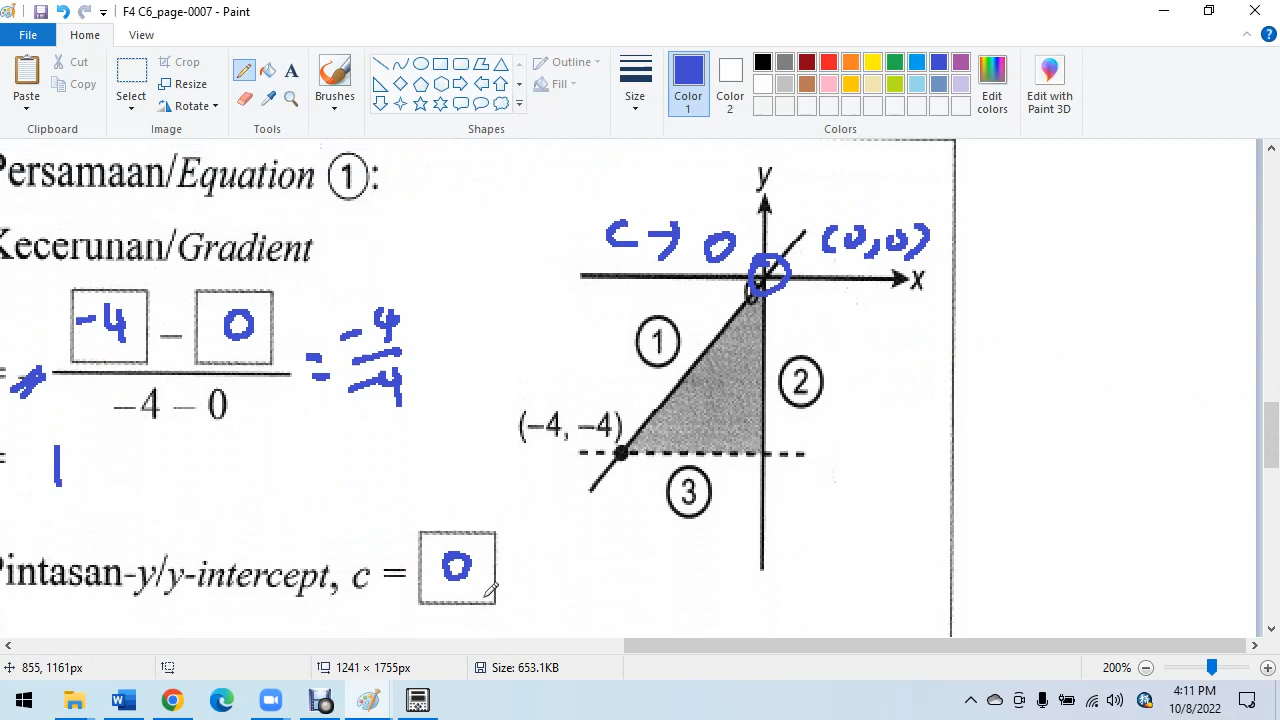 F4 C6_page-0007 - Paint
File Home View
Paste
Cut
Copy
Clipboard
Select
Crop
Resize
Rotate
Image
A
Tools
Brushes
Outline
Fill
Shapes
Size
Color 1
Color 2
Edit colors
Edit with Paint 3D
Colors
Persamaan/Equation ①:
Kecerunan/Gradient
-4 − 0
−4 − 0
= -4
-4
= 1
Pintasan-y/y-intercept, c = 0
y
c → 0
(0,0)
x
①
②
(−4, −4)
③
855, 1161px
1241 × 1755px
Size: 653.1KB
200%
4:11 PM
10/8/2022